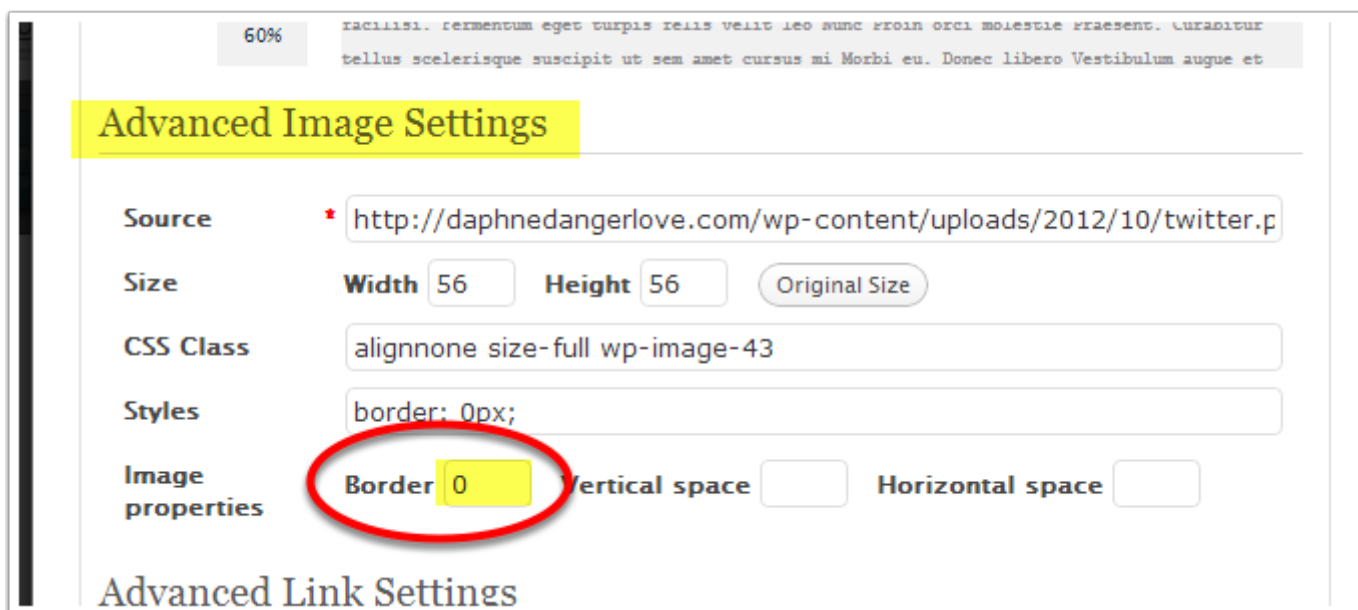 60%
facilisi. Fermentum eget turpis felis velit leo Nunc Proin orci molestie Praesent. Curabitur
tellus scelerisque suscipit ut sem amet cursus mi Morbi eu. Donec libero Vestibulum augue et
Advanced Image Settings
Source * http://daphnedangerlove.com/wp-content/uploads/2012/10/twitter.p
Size Width 56 Height 56 Original Size
CSS Class alignnone size-full wp-image-43
Styles border: 0px;
Image properties Border 0 Vertical space Horizontal space
Advanced Link Settings